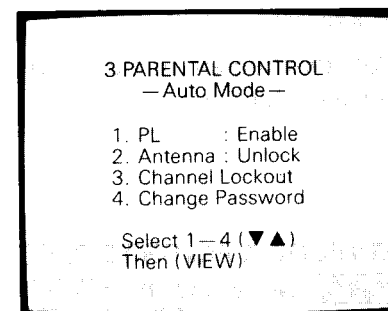 3 PARENTAL CONTROL
—Auto Mode—
1. PL : Enable
2. Antenna : Unlock
3. Channel Lockout
4. Change Password
Select 1—4 (▼▲)
Then (VIEW)